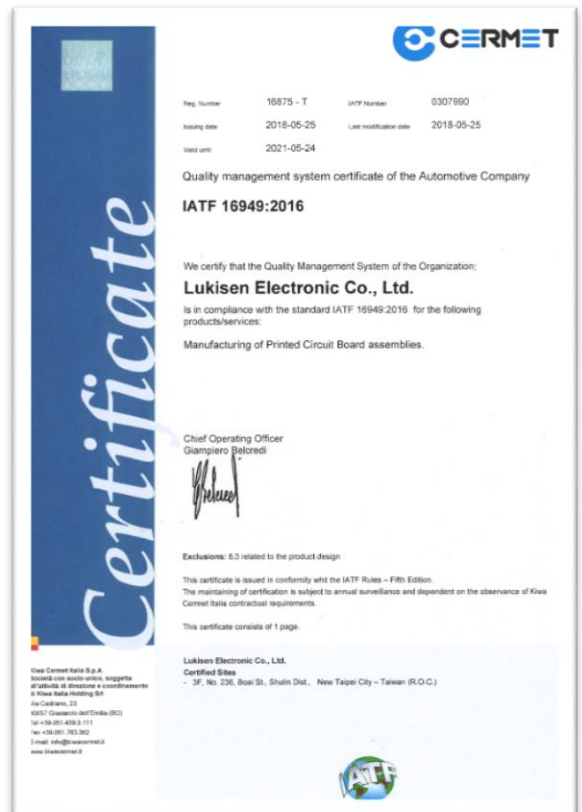 CERMET
Reg. Number 16875 - T IATF Number 0307990
Issuing date 2018-05-25 Last modification date 2018-05-25
Valid until 2021-05-24
Quality management system certificate of the Automotive Company
IATF 16949:2016
We certify that the Quality Management System of the Organization:
Lukisen Electronic Co., Ltd.
Is in compliance with the standard IATF 16949:2016 for the following
products/services:
Manufacturing of Printed Circuit Board assemblies.
Certificate
Chief Operating Officer
Giampiero Belcredi
Exclusions: 8.3 related to the product design
This certificate is issued in conformity whit the IATF Rules – Fifth Edition.
The maintaining of certification is subject to annual surveillance and dependent on the observance of Kiwa
Cermet Italia contractual requirements.
This certificate consists of 1 page.
Lukisen Electronic Co., Ltd.
Certified Sites
- 3F, No. 236, Boai St., Shulin Dist., New Taipei City – Taiwan (R.O.C.)
Kiwa Cermet Italia S.p.A.
Società con socio unico, soggetta
all'attività di direzione e coordinamento
di Kiwa Italia Holding Srl
Via Cadriano, 23
40057 Granarolo dell'Emilia (BO)
Tel +39.051.459.3.111
Fax +39.051.763.382
E-mail: info@kiwacermet.it
www.kiwacermet.it
IATF